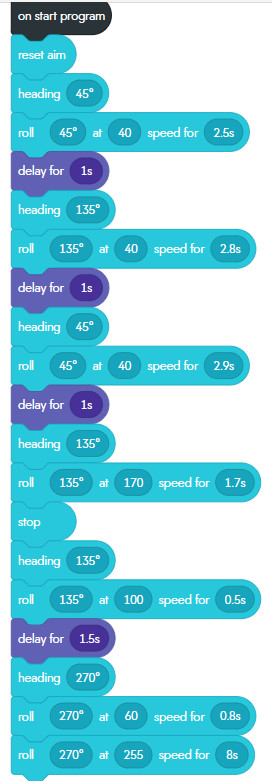 on start program
reset aim
heading 45°
roll 45° at 40 speed for 2.5s
delay for 1s
heading 135°
roll 135° at 40 speed for 2.8s
delay for 1s
heading 45°
roll 45° at 40 speed for 2.9s
delay for 1s
heading 135°
roll 135° at 170 speed for 1.7s
stop
heading 135°
roll 135° at 100 speed for 0.5s
delay for 1.5s
heading 270°
roll 270° at 60 speed for 0.8s
roll 270° at 255 speed for 8s